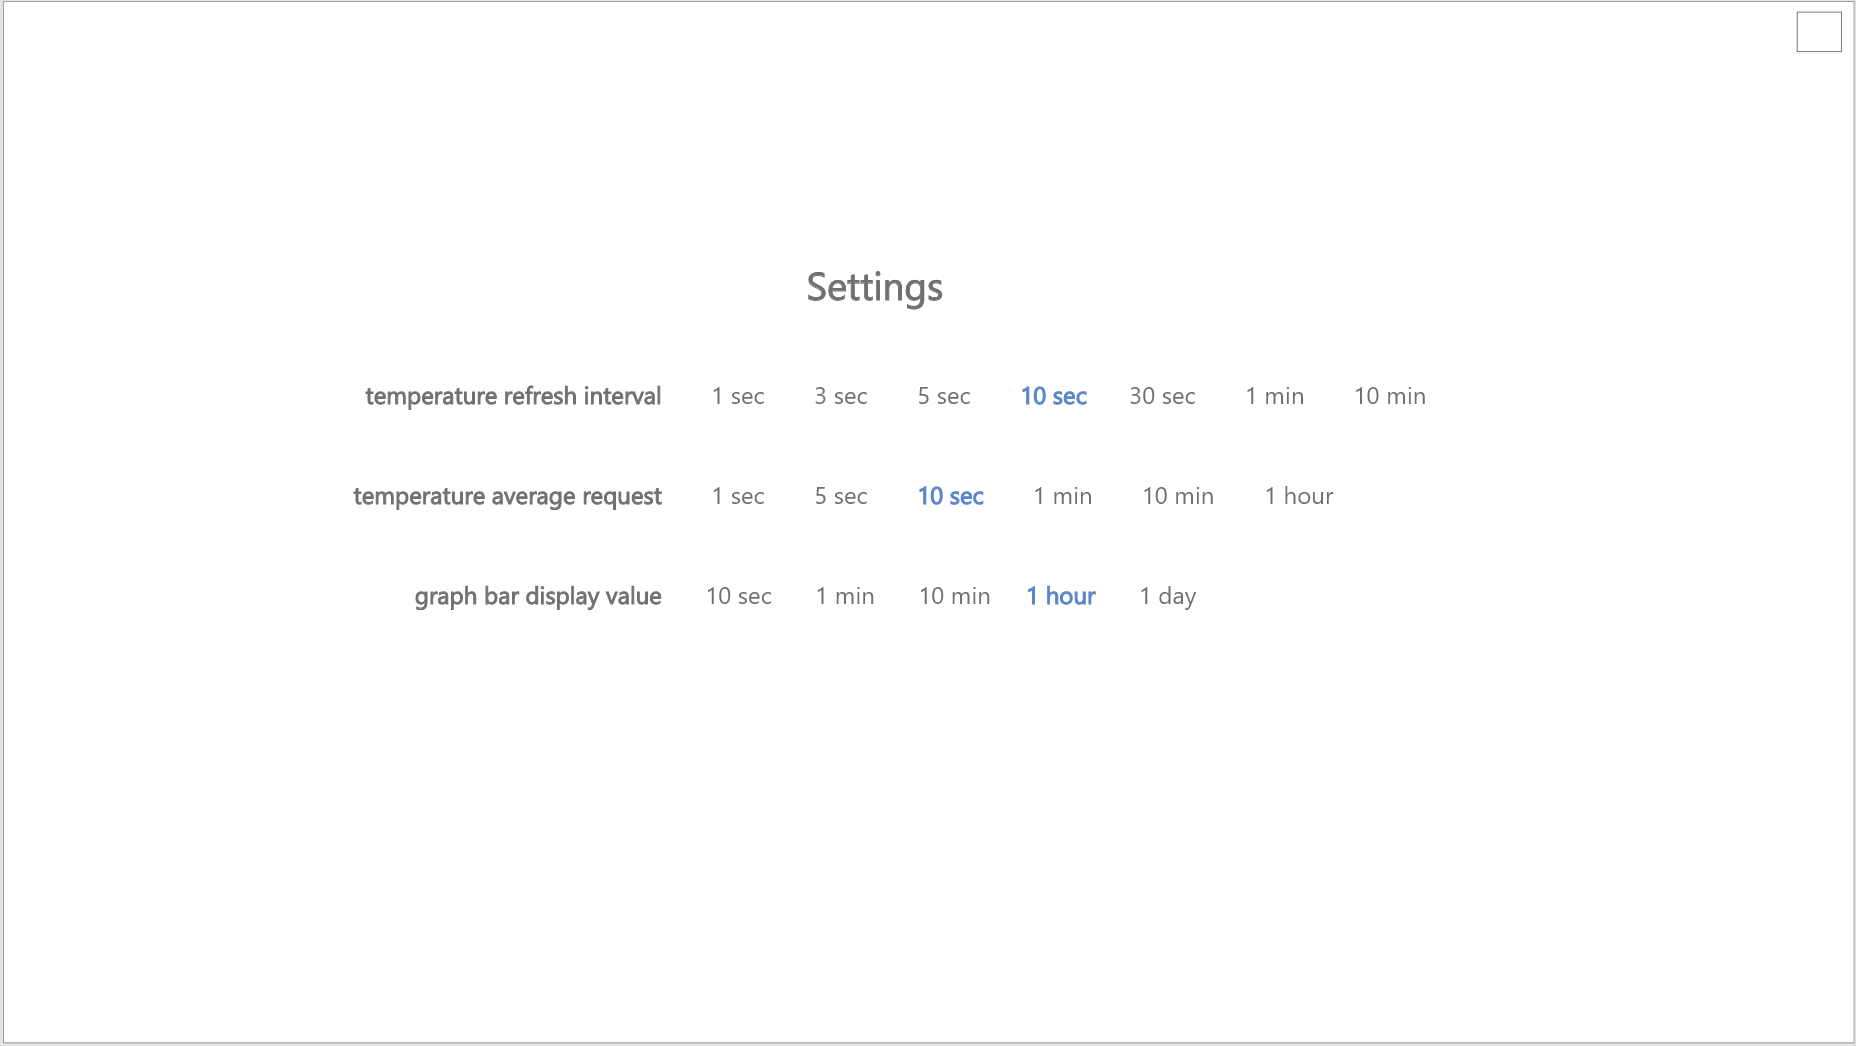 Settings
temperature refresh interval 1 sec 3 sec 5 sec 10 sec 30 sec 1 min 10 min
temperature average request 1 sec 5 sec 10 sec 1 min 10 min 1 hour
graph bar display value 10 sec 1 min 10 min 1 hour 1 day